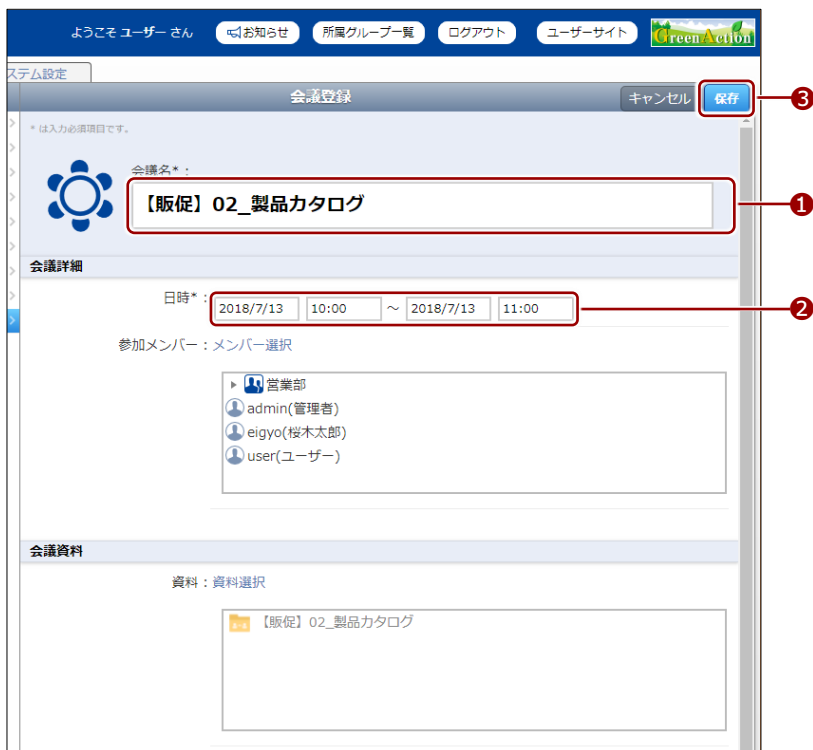 ようこそ ユーザー さん お知らせ 所属グループ一覧 ログアウト ユーザーサイト GreenAction
ステム設定
会議登録 キャンセル 保存 3
* は入力必須項目です。
会議名*：
【販促】02_製品カタログ 1
会議詳細
日時*： 2018/7/13 10:00 ～ 2018/7/13 11:00 2
参加メンバー：メンバー選択
営業部
admin(管理者)
eigyo(桜木太郎)
user(ユーザー)
会議資料
資料：資料選択
【販促】02_製品カタログ